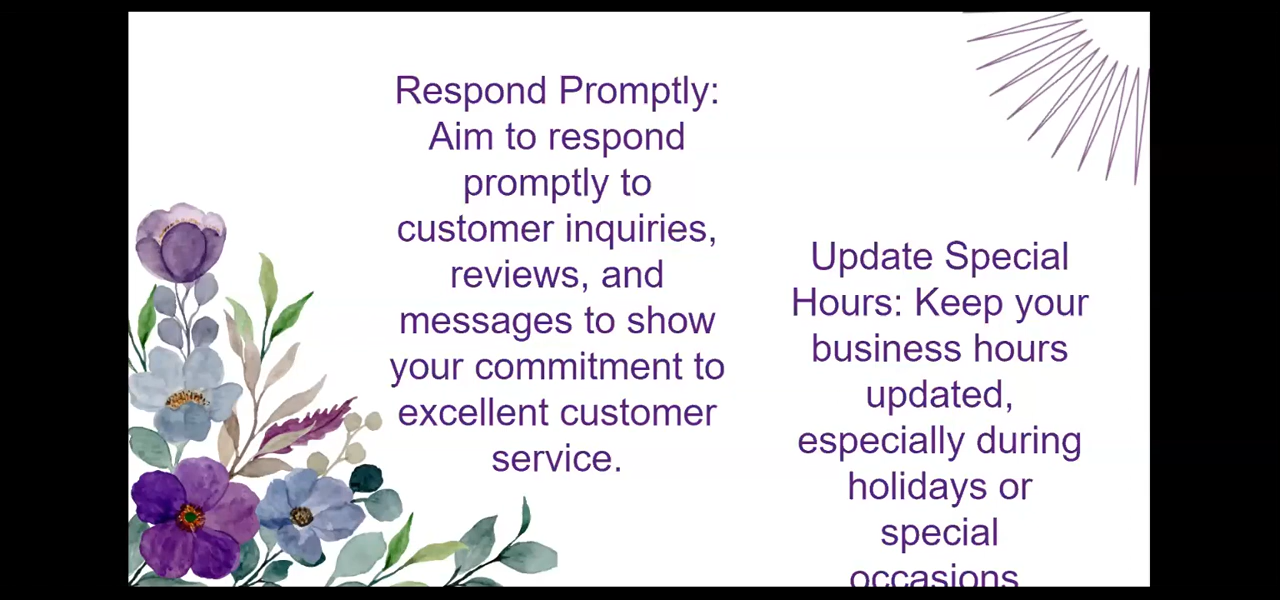 Respond Promptly:
Aim to respond
promptly to
customer inquiries,
reviews, and
messages to show
your commitment to
excellent customer
service.
Update Special
Hours: Keep your
business hours
updated,
especially during
holidays or
special
occasions